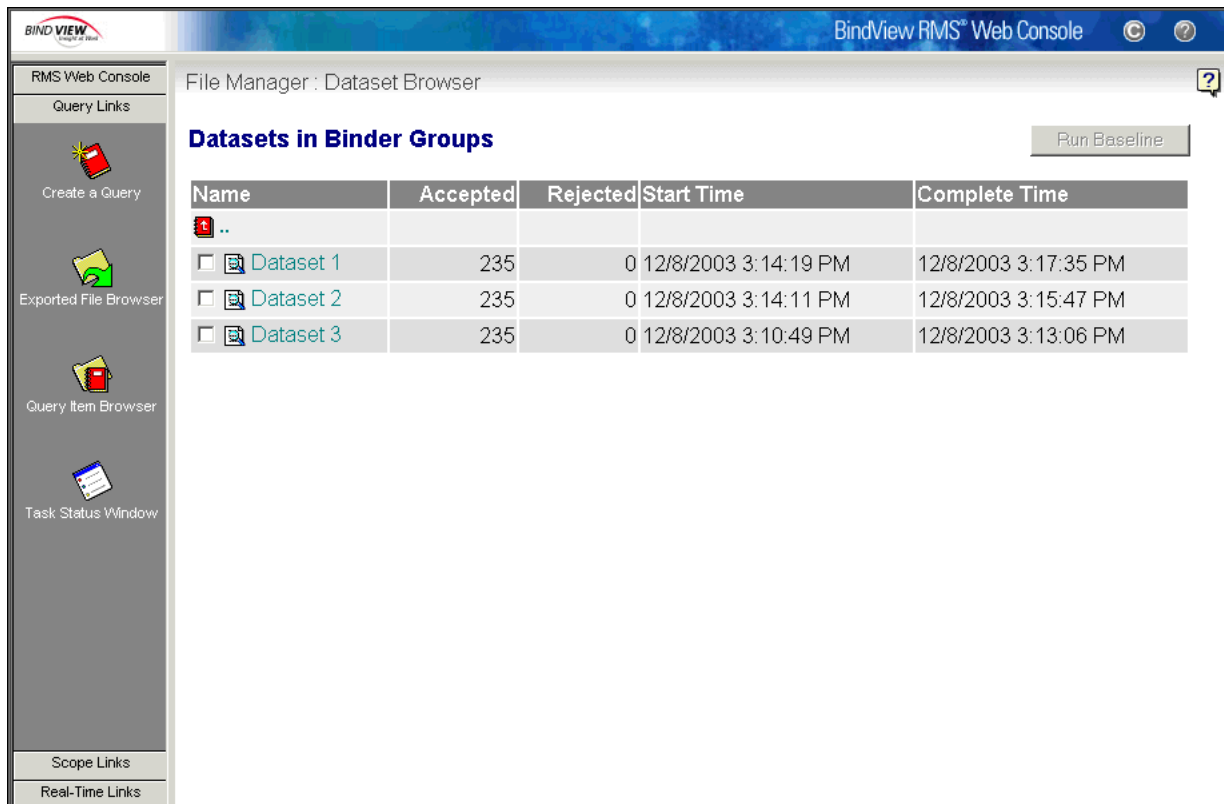 BIND VIEW
BindView RMS® Web Console
©
?
RMS Web Console
Query Links
Create a Query
Exported File Browser
Query Item Browser
Task Status Window
Scope Links
Real-Time Links
File Manager : Dataset Browser
?
Datasets in Binder Groups
Run Baseline
Name Accepted Rejected Start Time Complete Time
..
Dataset 1 235 0 12/8/2003 3:14:19 PM 12/8/2003 3:17:35 PM
Dataset 2 235 0 12/8/2003 3:14:11 PM 12/8/2003 3:15:47 PM
Dataset 3 235 0 12/8/2003 3:10:49 PM 12/8/2003 3:13:06 PM